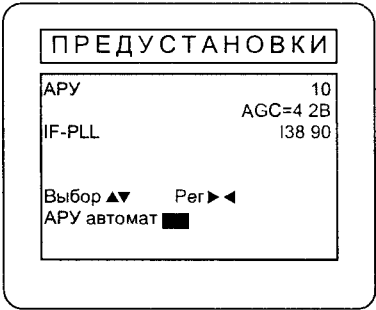 ПРЕДУСТАНОВКИ
АРУ 10
AGC=4 2B
IF-PLL I38 90
Выбор ▲▼ Рег ▶ ◀
АРУ автомат